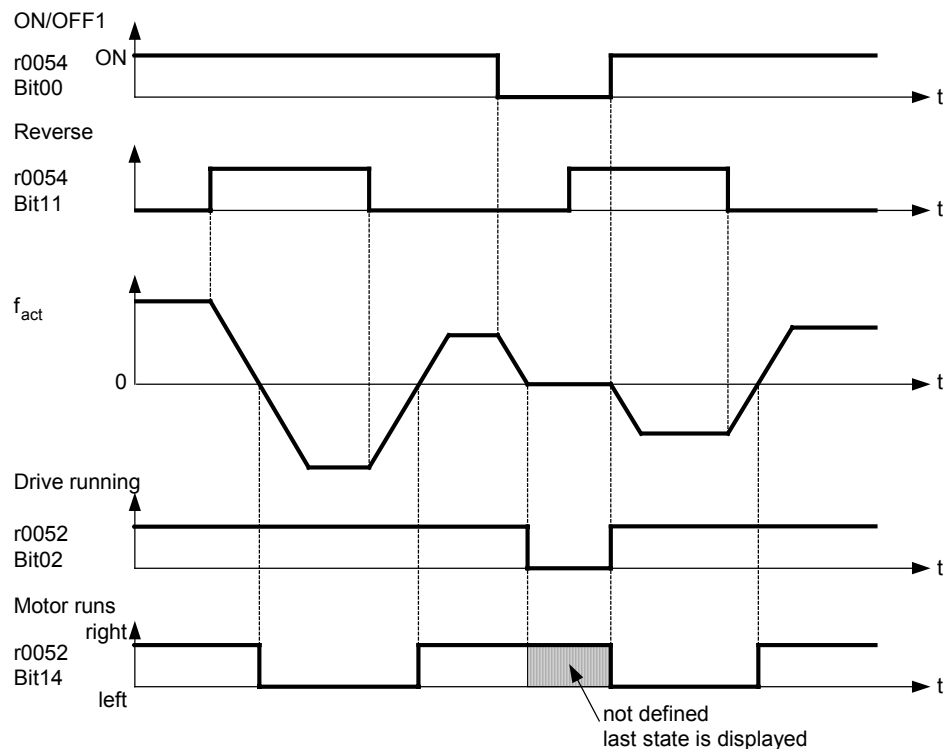 ON/OFF1
r0054
Bit00
ON
t
Reverse
r0054
Bit11
t
fact
0
t
Drive running
r0052
Bit02
t
Motor runs
right
r0052
Bit14
left
t
not defined
last state is displayed